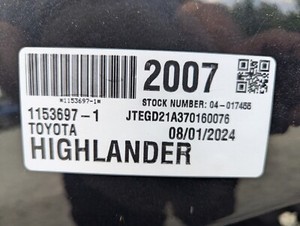 *1153697-1*
2007
STOCK NUMBER: 04-017455
1153697-1
JTEGD21A370160076
TOYOTA
08/01/2024
HIGHLANDER